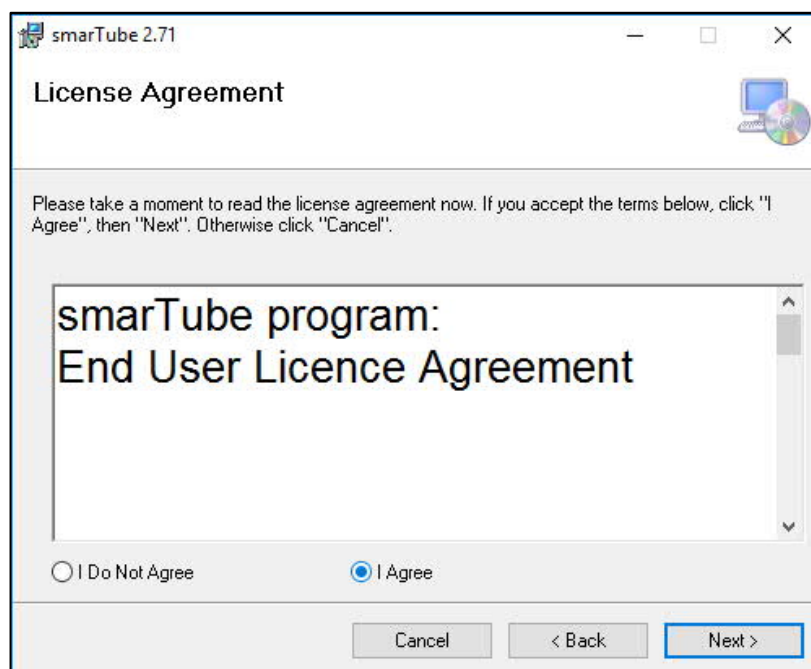 smarTube 2.71
License Agreement
Please take a moment to read the license agreement now. If you accept the terms below, click "I
Agree", then "Next". Otherwise click "Cancel".
smarTube program:
End User Licence Agreement
I Do Not Agree
I Agree
Cancel
< Back
Next >